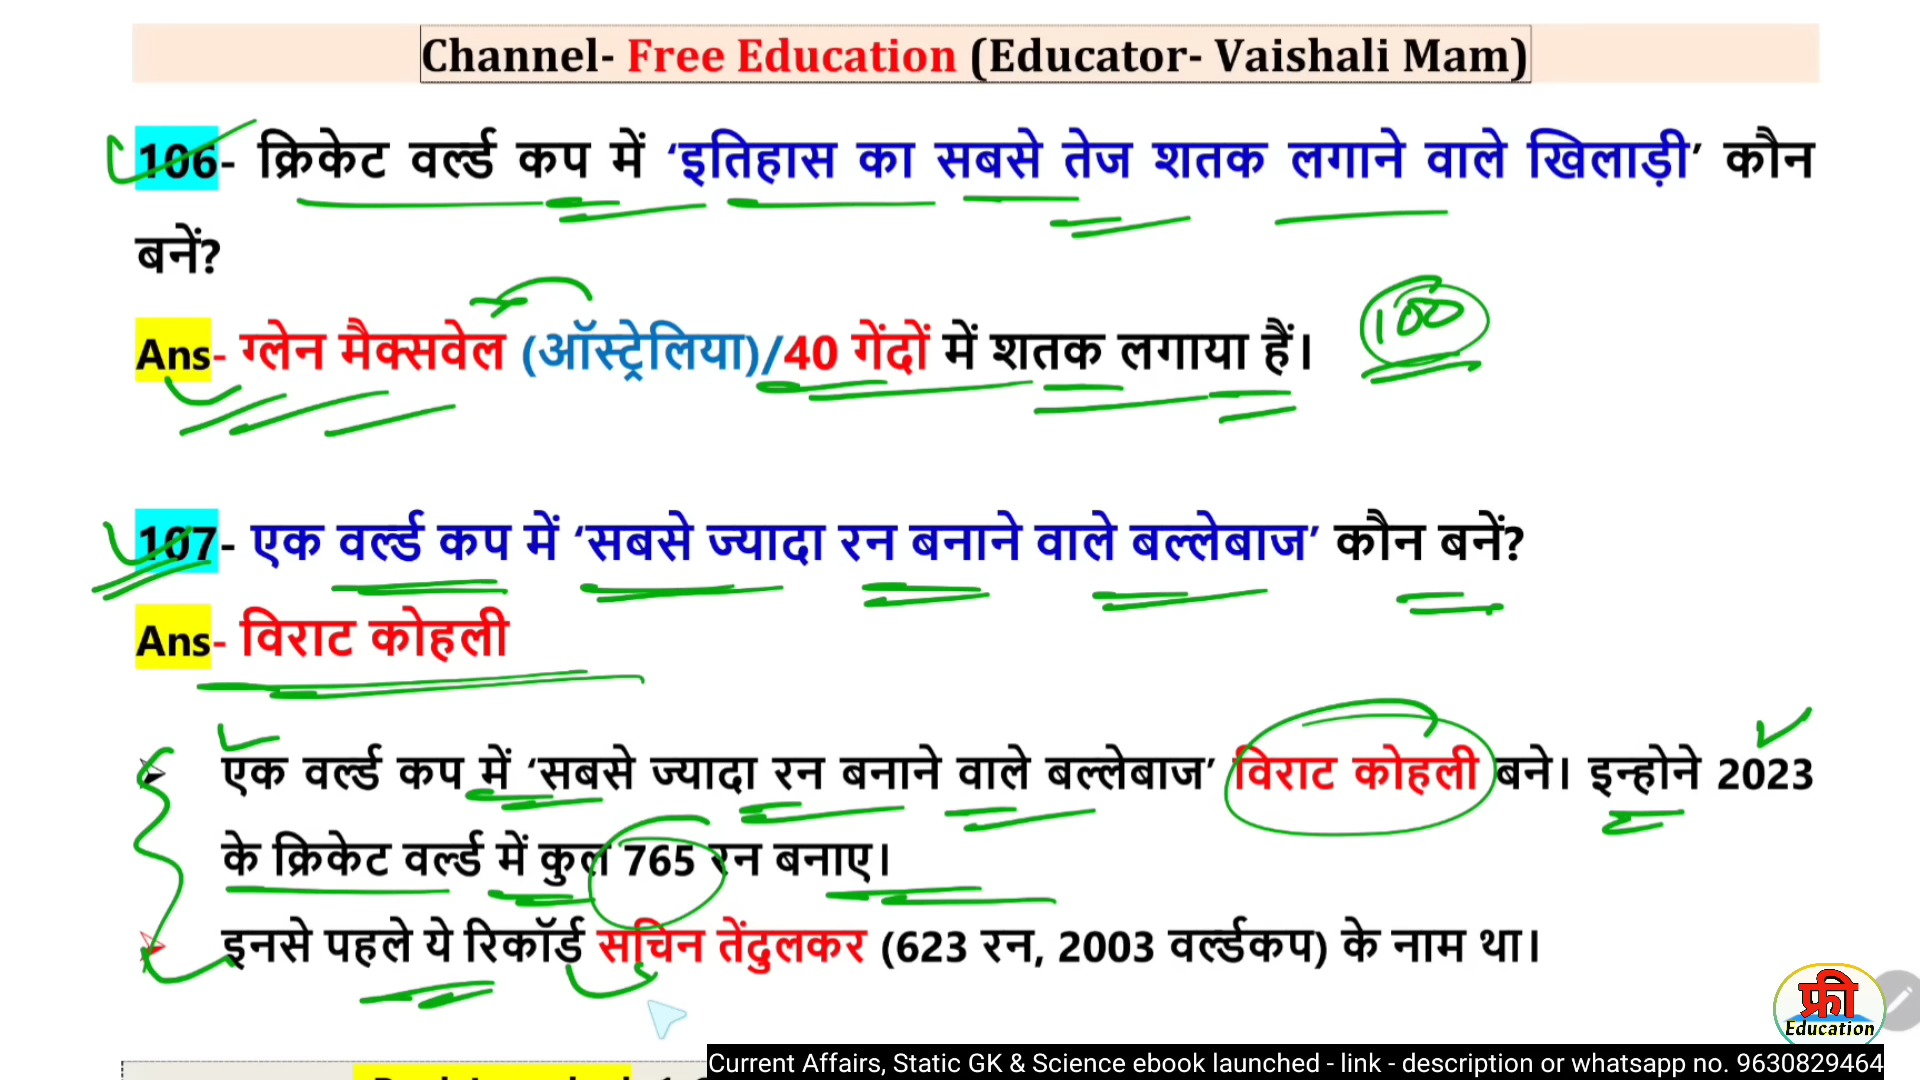 Channel- Free Education (Educator- Vaishali Mam)
106- क्रिकेट वर्ल्ड कप में ‘इतिहास का सबसे तेज शतक लगाने वाले खिलाड़ी’ कौन
बनें?
Ans- ग्लेन मैक्सवेल (ऑस्ट्रेलिया)/40 गेंदों में शतक लगाया हैं।
100
107- एक वर्ल्ड कप में ‘सबसे ज्यादा रन बनाने वाले बल्लेबाज’ कौन बनें?
Ans- विराट कोहली
एक वर्ल्ड कप में ‘सबसे ज्यादा रन बनाने वाले बल्लेबाज’ विराट कोहली बने। इन्होने 2023
के क्रिकेट वर्ल्ड में कुल 765 रन बनाए।
इनसे पहले ये रिकॉर्ड सचिन तेंदुलकर (623 रन, 2003 वर्ल्डकप) के नाम था।
फ्री
Education
Current Affairs, Static GK & Science ebook launched - link - description or whatsapp no. 9630829464